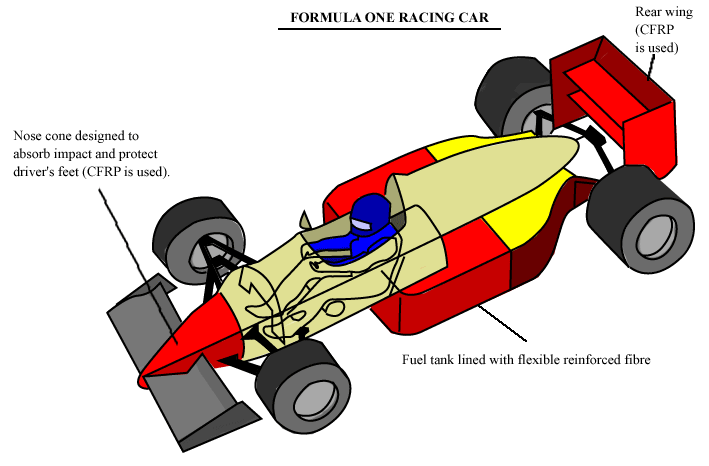 FORMULA ONE RACING CAR
Rear wing
(CFRP
is used)
Nose cone designed to
absorb impact and protect
driver's feet (CFRP is used).
Fuel tank lined with flexible reinforced fibre